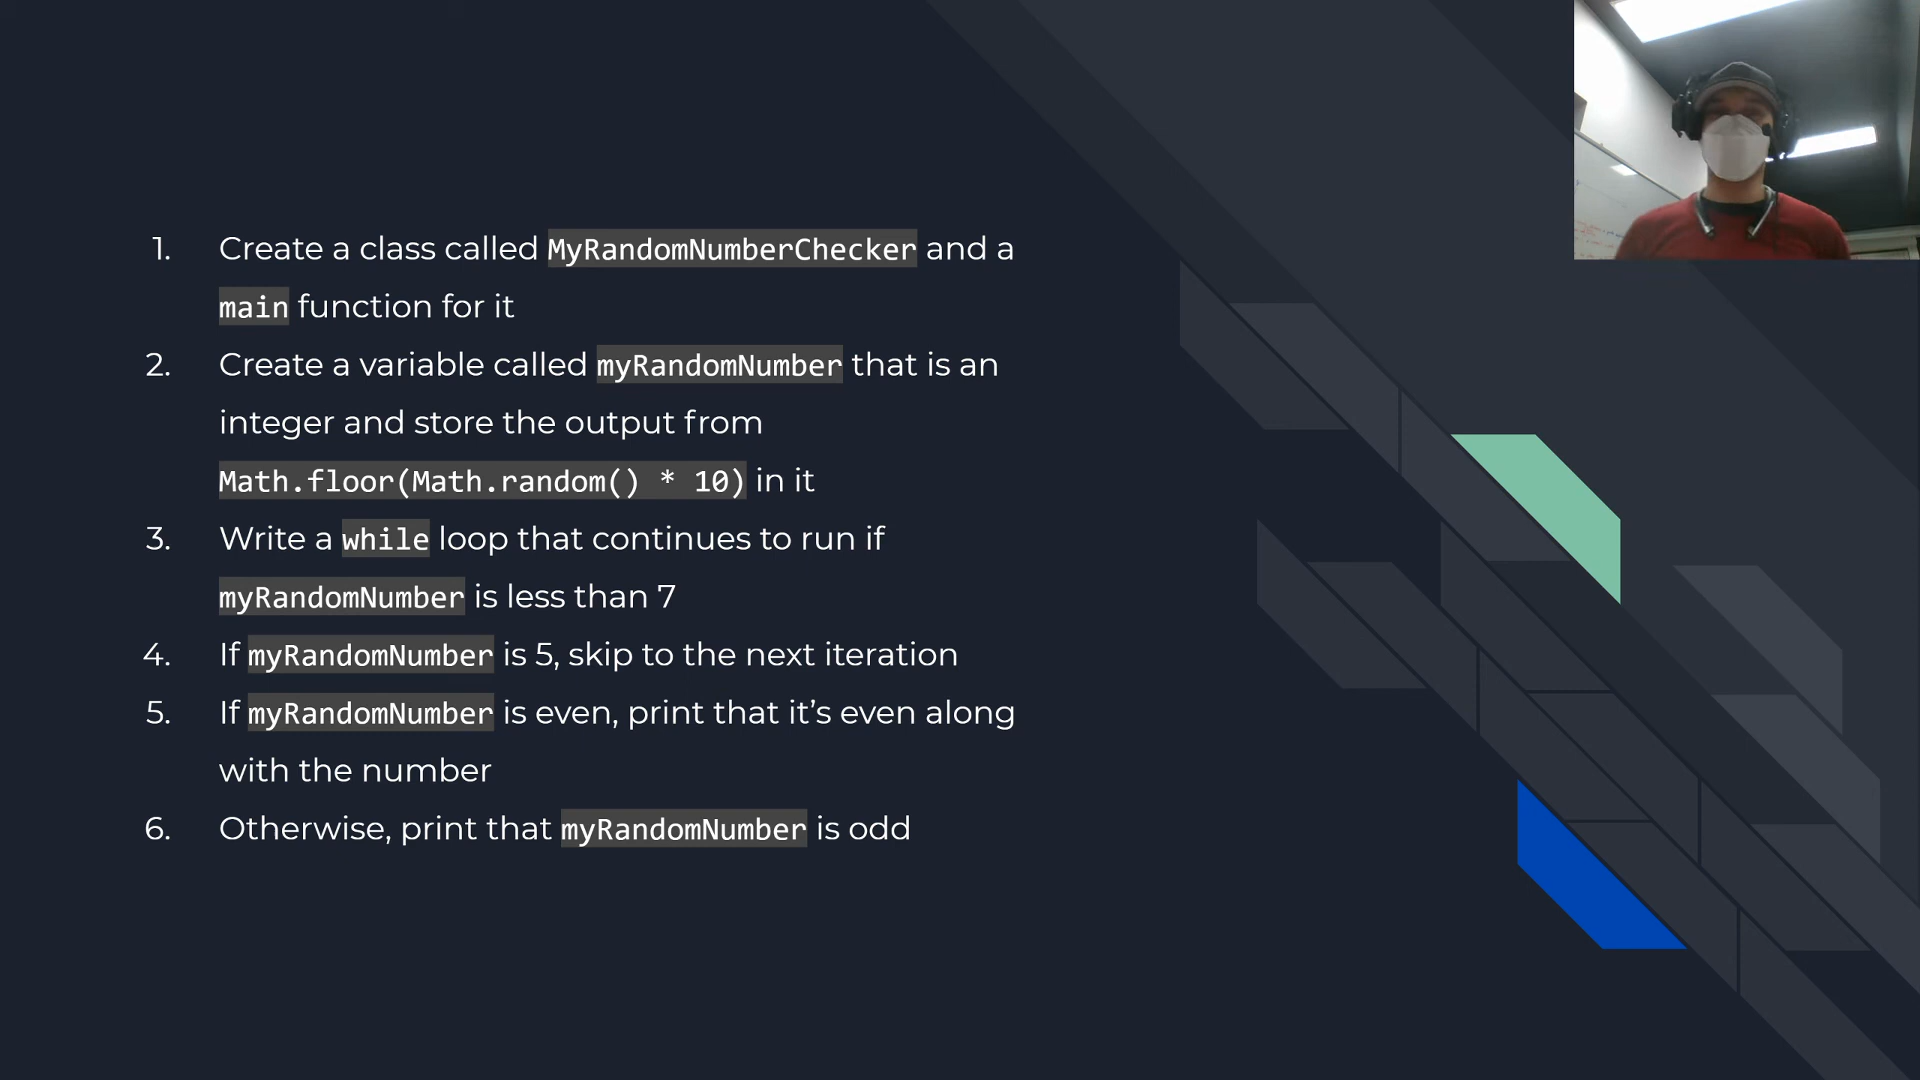 1. Create a class called MyRandomNumberChecker and a
main function for it
2. Create a variable called myRandomNumber that is an
integer and store the output from
Math.floor(Math.random() * 10) in it
3. Write a while loop that continues to run if
myRandomNumber is less than 7
4. If myRandomNumber is 5, skip to the next iteration
5. If myRandomNumber is even, print that it’s even along
with the number
6. Otherwise, print that myRandomNumber is odd